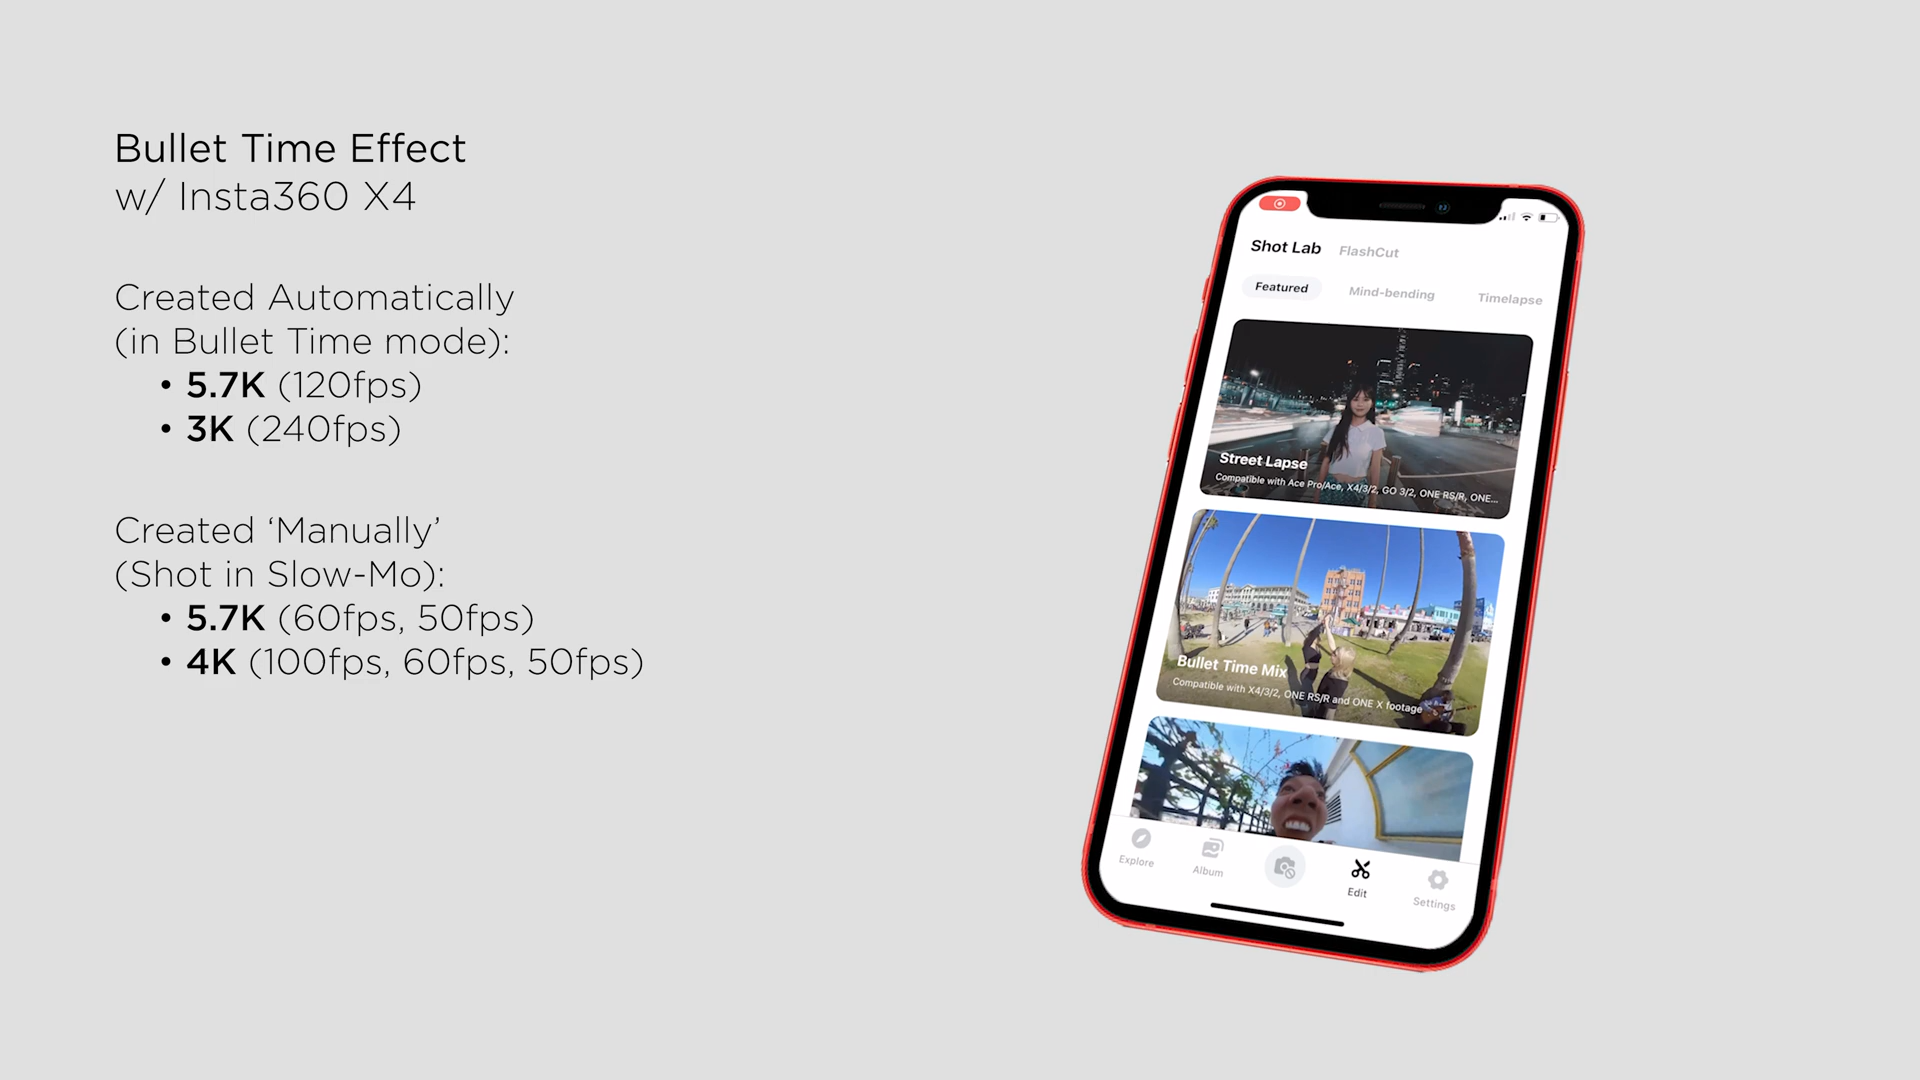 Bullet Time Effect
w/ Insta360 X4
Created Automatically
(in Bullet Time mode):
• 5.7K (120fps)
• 3K (240fps)
Created ‘Manually’
(Shot in Slow-Mo):
• 5.7K (60fps, 50fps)
• 4K (100fps, 60fps, 50fps)
Shot Lab FlashCut
Featured Mind-bending Timelapse
Street Lapse
Compatible with Ace Pro/Ace, X4/3/2, GO 3/2, ONE RS/R, ONE...
Bullet Time Mix
Compatible with X4/3/2, ONE RS/R and ONE X footage
Explore Album Edit Settings